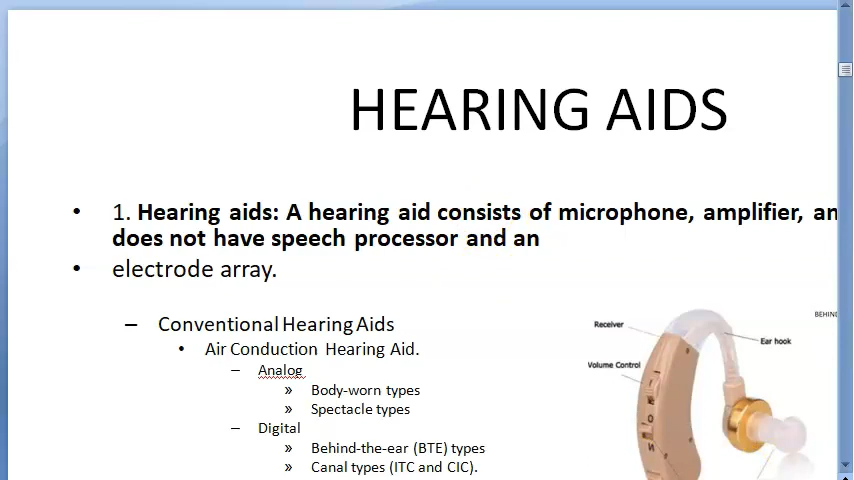 HEARING AIDS
• 1. Hearing aids: A hearing aid consists of microphone, amplifier,
does not have speech processor and an
• electrode array.
– Conventional Hearing Aids
• Air Conduction Hearing Aid.
– Analog
» Body-worn types
» Spectacle types
– Digital
» Behind-the-ear (BTE) types
» Canal types (ITC and CIC).
BEHIND
Receiver
Ear hook
Volume Control